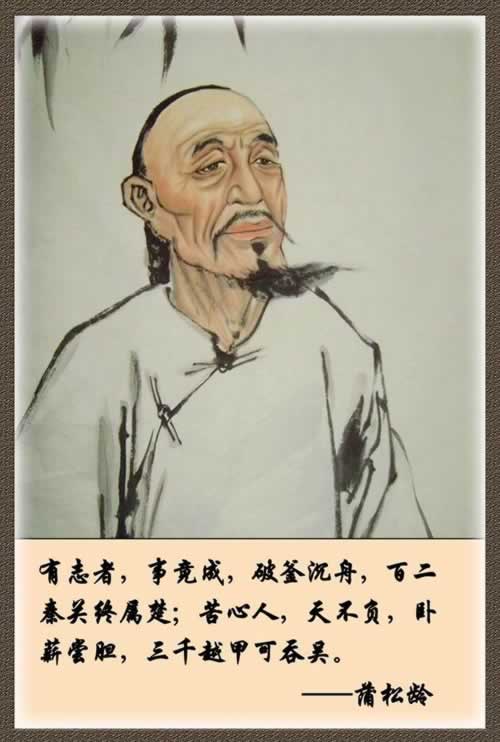 有志者，事竟成，破釜沉舟，百二
秦关终属楚；苦心人，天不负，卧
薪尝胆，三千越甲可吞吴。
——蒲松龄